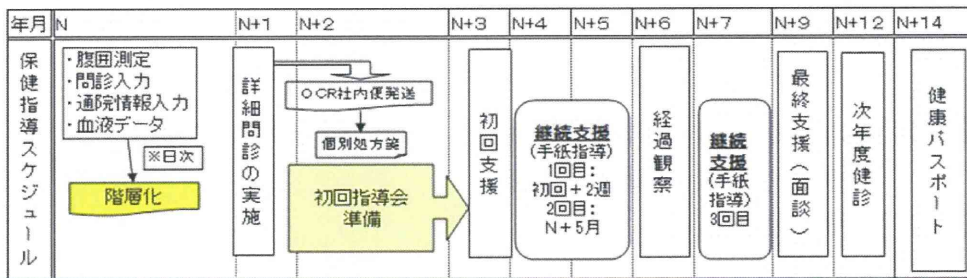 年月 N N+1 N+2 N+3 N+4 N+5 N+6 N+7 N+9 N+12 N+14
保健指導スケジュール
・腹囲測定
・問診入力
・通院情報入力
・血液データ
※日次
階層化
詳細問診の実施
OCR社内便発送
個別処方箋
初回指導会
準備
初回支援
継続支援
(手紙指導)
1回目:
初回+2週
2回目:
N+5月
経過観察
継続
支援
(手紙
指導)
3回目
最終支援(面談)
次年度健診
健康パスポート